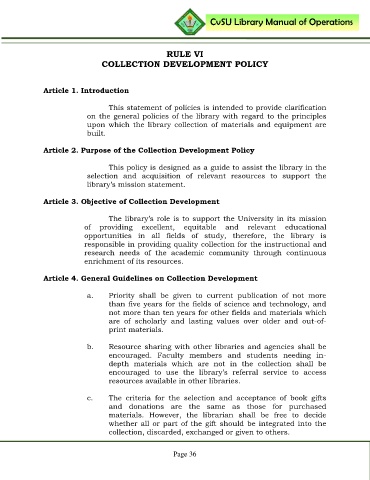 CvSU Library Manual of Operations
RULE VI
COLLECTION DEVELOPMENT POLICY
Article 1. Introduction
This statement of policies is intended to provide clarification
on the general policies of the library with regard to the principles
upon which the library collection of materials and equipment are
built.
Article 2. Purpose of the Collection Development Policy
This policy is designed as a guide to assist the library in the
selection and acquisition of relevant resources to support the
library's mission statement.
Article 3. Objective of Collection Development
The library's role is to support the University in its mission
of providing excellent, equitable and relevant educational
opportunities in all fields of study, therefore, the library is
responsible in providing quality collection for the instructional and
research needs of the academic community through continuous
enrichment of its resources.
Article 4. General Guidelines on Collection Development
a. Priority shall be given to current publication of not more
than five years for the fields of science and technology, and
not more than ten years for other fields and materials which
are of scholarly and lasting values over older and out-of-
print materials.
b. Resource sharing with other libraries and agencies shall be
encouraged. Faculty members and students needing in-
depth materials which are not in the collection shall be
encouraged to use the library's referral service to access
resources available in other libraries.
c. The criteria for the selection and acceptance of book gifts
and donations are the same as those for purchased
materials. However, the librarian shall be free to decide
whether all or part of the gift should be integrated into the
collection, discarded, exchanged or given to others.
Page 36